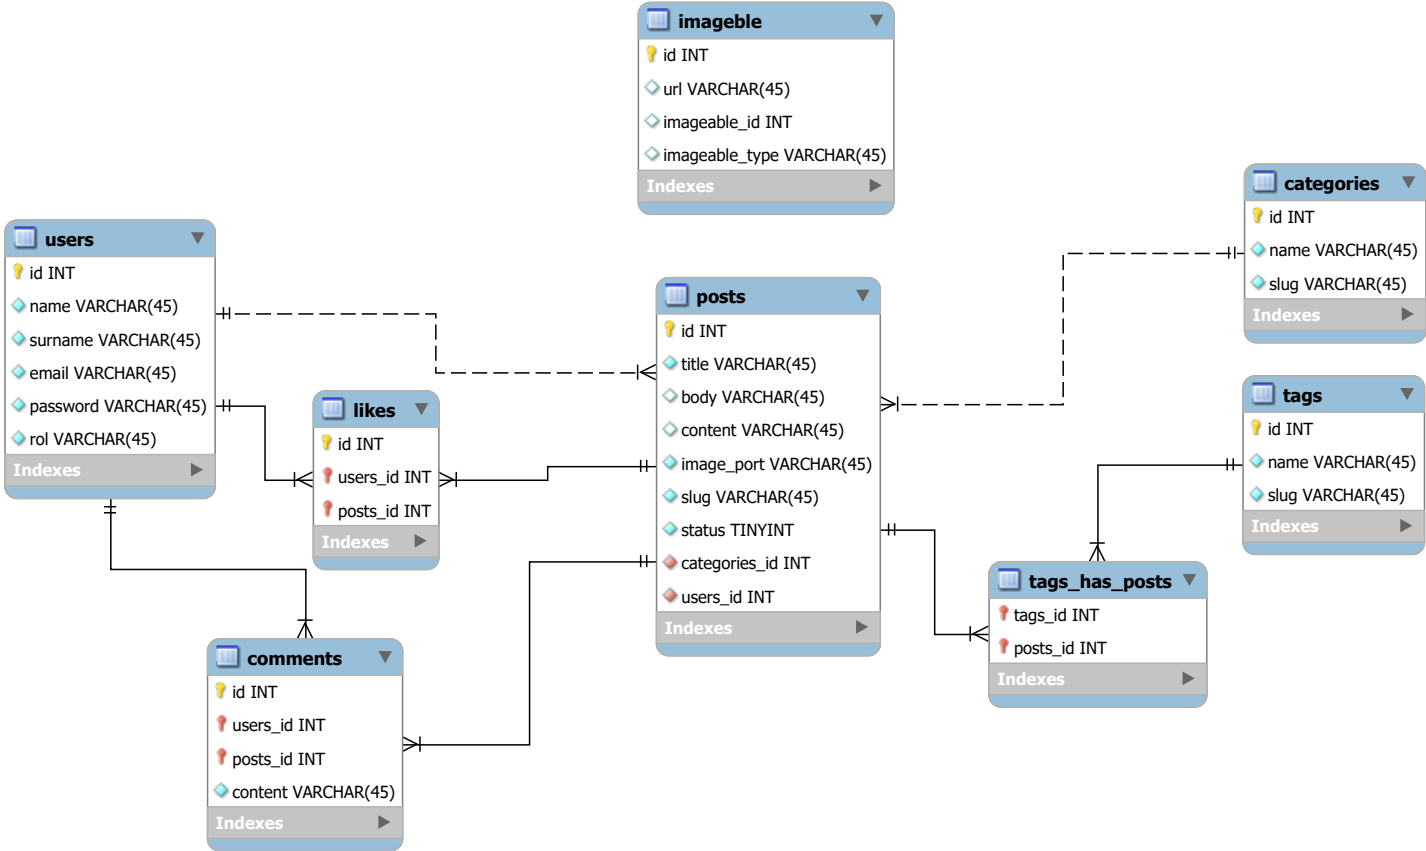 imageble
id INT
url VARCHAR(45)
imageable_id INT
imageable_type VARCHAR(45)
Indexes
categories
id INT
name VARCHAR(45)
slug VARCHAR(45)
Indexes
users
id INT
name VARCHAR(45)
surname VARCHAR(45)
email VARCHAR(45)
password VARCHAR(45)
rol VARCHAR(45)
Indexes
posts
id INT
title VARCHAR(45)
body VARCHAR(45)
content VARCHAR(45)
image_port VARCHAR(45)
slug VARCHAR(45)
status TINYINT
categories_id INT
users_id INT
Indexes
likes
id INT
users_id INT
posts_id INT
Indexes
tags
id INT
name VARCHAR(45)
slug VARCHAR(45)
Indexes
tags_has_posts
tags_id INT
posts_id INT
Indexes
comments
id INT
users_id INT
posts_id INT
content VARCHAR(45)
Indexes